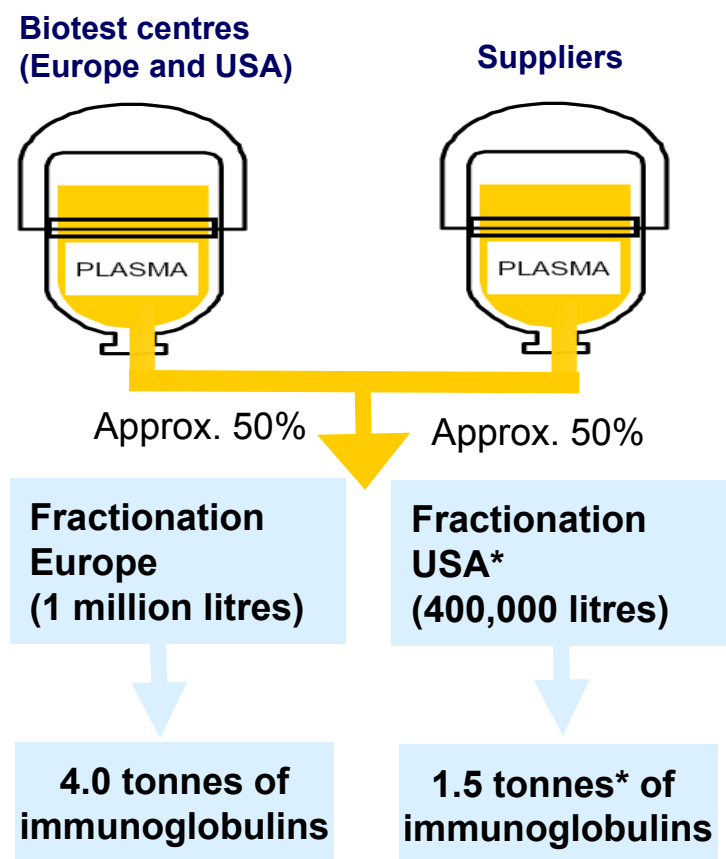 Biotest centres
(Europe and USA)
Suppliers
PLASMA
PLASMA
Approx. 50%
Approx. 50%
Fractionation
Europe
(1 million litres)
Fractionation
USA*
(400,000 litres)
4.0 tonnes of
immunoglobulins
1.5 tonnes* of
immunoglobulins